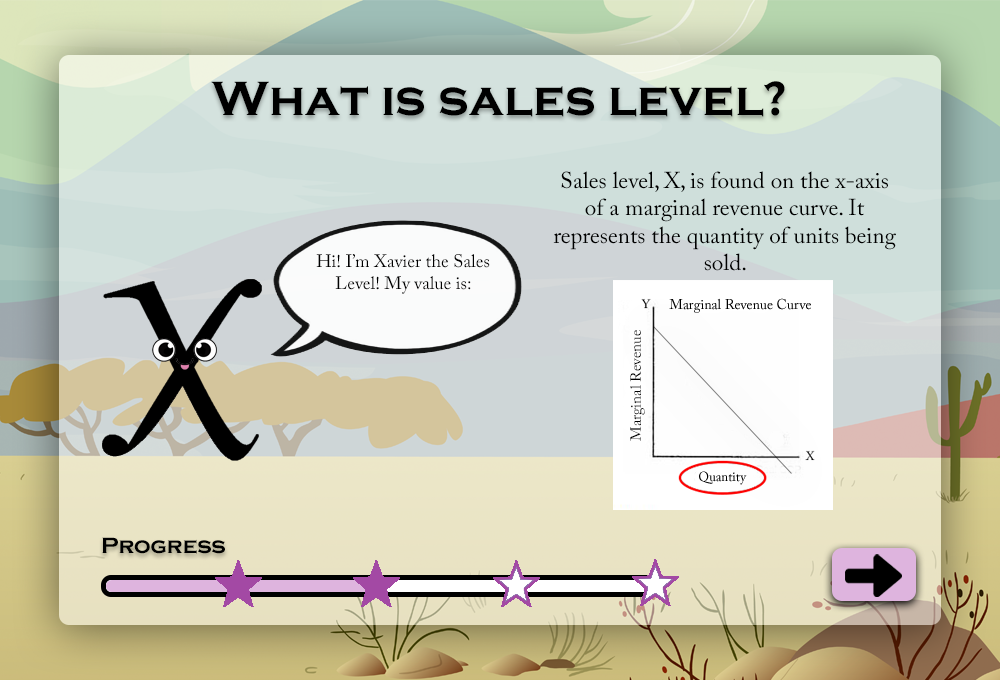 What is sales level?
Sales level, X, is found on the x-axis
of a marginal revenue curve. It
represents the quantity of units being
sold.
Hi! I'm Xavier the Sales
Level! My value is:
X
Y
Marginal Revenue Curve
Marginal Revenue
X
Quantity
Progress